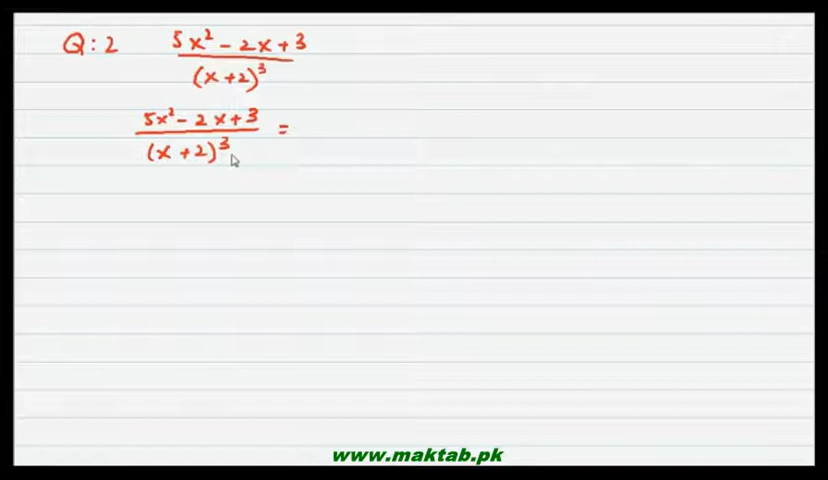 Q: 2 5x² - 2x + 3
(x+2)³
5x² - 2x + 3 =
(x+2)³
www.maktab.pk